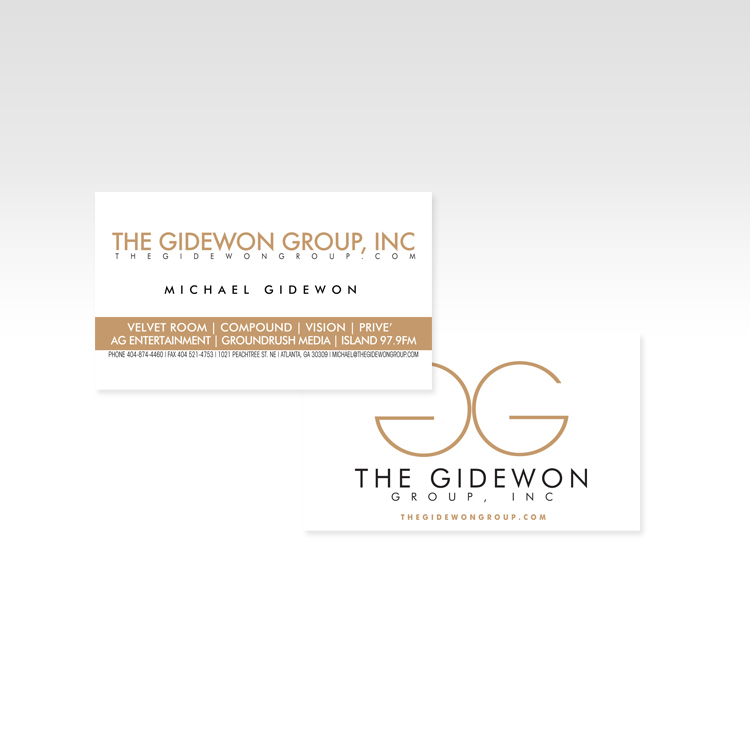 THE GIDEWON GROUP, INC
THEGIDEWONGROUP.COM
MICHAEL GIDEWON
VELVET ROOM | COMPOUND | VISION | PRIVE'
AG ENTERTAINMENT | GROUNDRUSH MEDIA | ISLAND 97.9FM
PHONE 404-874-4460 | FAX 404 521-4753 | 1021 PEACHTREE ST. NE | ATLANTA, GA 30309 | MICHAEL@THEGIDEWONGROUP.COM
GG
THE GIDEWON
GROUP, INC
THEGIDEWONGROUP.COM